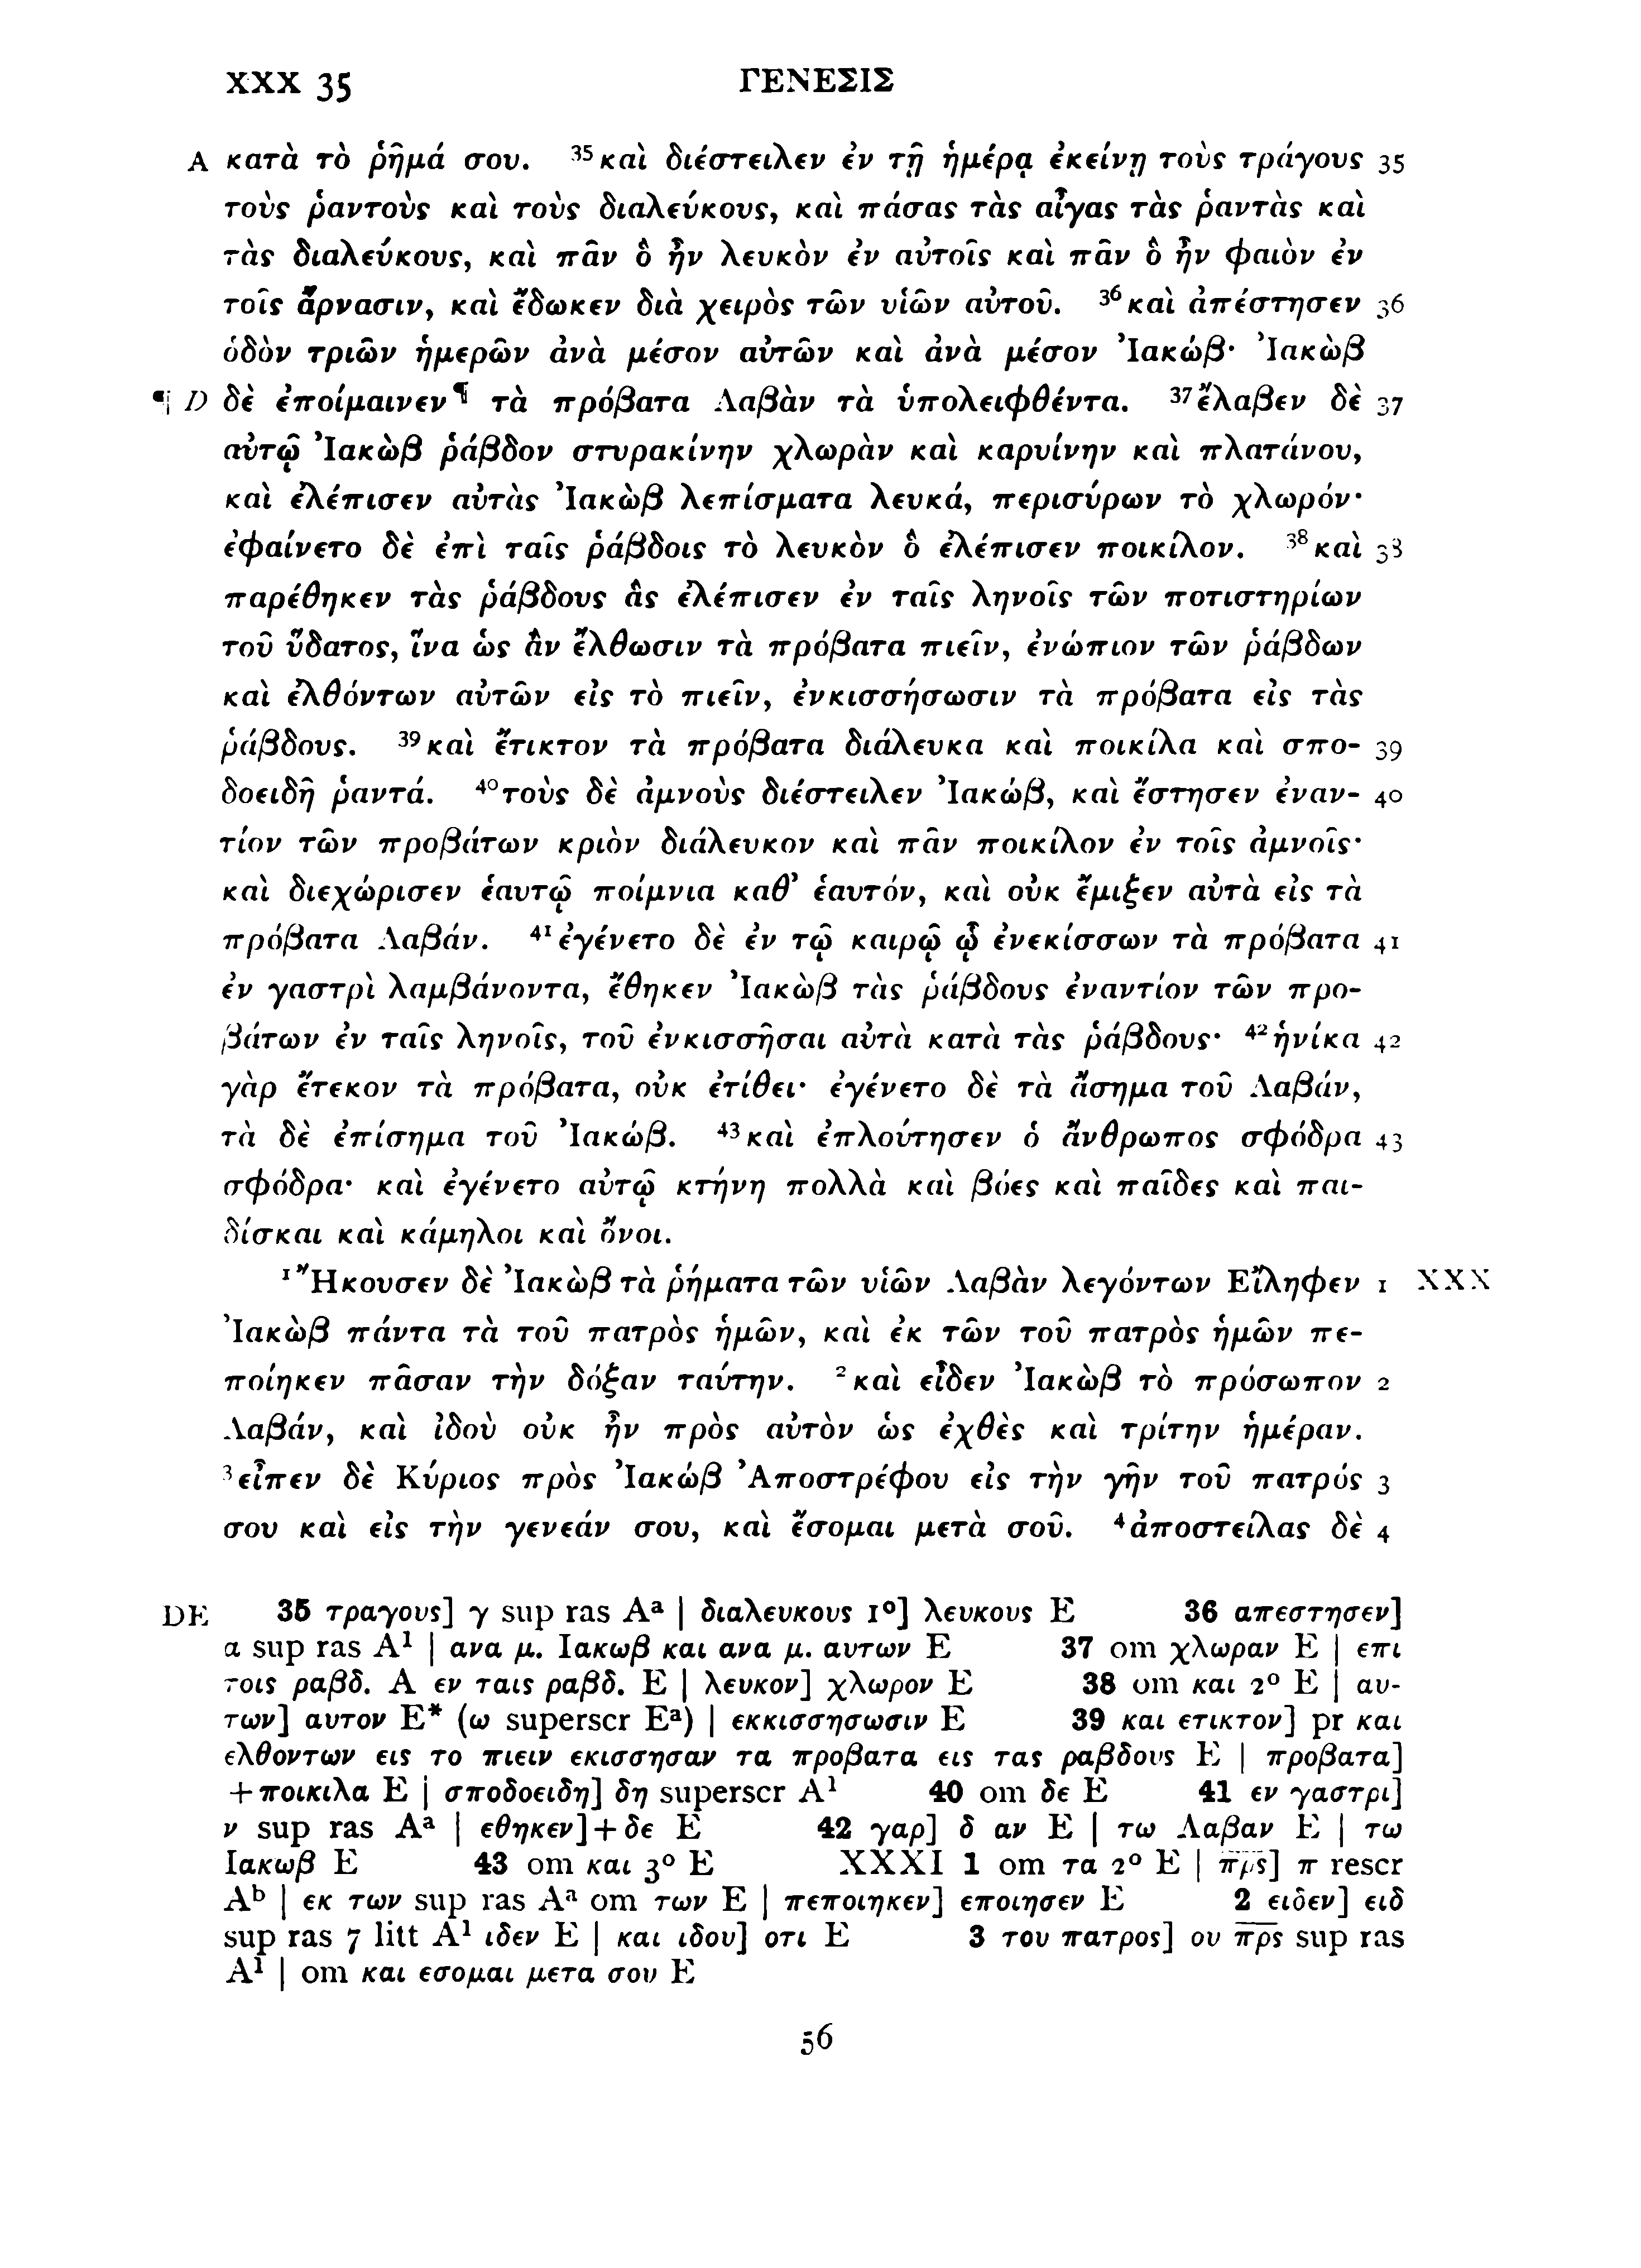 XXX 35 ΓΕΝΕΣΙΣ
A κατὰ τὸ ῥῆμά σου. ³⁵καὶ διέστειλεν ἐν τῇ ἡμέρᾳ ἐκείνῃ τοὺς τράγους 35
τοὺς ῥαντοὺς καὶ τοὺς διαλεύκους, καὶ πάσας τὰς αἶγας τὰς ῥαντὰς καὶ
τὰς διαλεύκους, καὶ πᾶν ὃ ἦν λευκὸν ἐν αὐτοῖς καὶ πᾶν ὃ ἦν φαιὸν ἐν
τοῖς ἄρνασιν, καὶ ἔδωκεν διὰ χειρὸς τῶν υἱῶν αὐτοῦ. ³⁶καὶ ἀπέστησεν 36
ὁδὸν τριῶν ἡμερῶν ἀνὰ μέσον αὐτῶν καὶ ἀνὰ μέσον Ἰακώβ· Ἰακὼβ
¶ D δὲ ἐποίμαινεν¶ τὰ πρόβατα Λαβὰν τὰ ὑπολειφθέντα. ³⁷ἔλαβεν δὲ 37
αὐτῷ Ἰακὼβ ῥάβδον στυρακίνην χλωρὰν καὶ καρυίνην καὶ πλατάνου,
καὶ ἐλέπισεν αὐτὰς Ἰακὼβ λεπίσματα λευκά, περισύρων τὸ χλωρόν·
ἐφαίνετο δὲ ἐπὶ ταῖς ῥάβδοις τὸ λευκὸν ὃ ἐλέπισεν ποικίλον. ³⁸καὶ 38
παρέθηκεν τὰς ῥάβδους ἃς ἐλέπισεν ἐν ταῖς ληνοῖς τῶν ποτιστηρίων
τοῦ ὕδατος, ἵνα ὡς ἂν ἔλθωσιν τὰ πρόβατα πιεῖν, ἐνώπιον τῶν ῥάβδων
καὶ ἐλθόντων αὐτῶν εἰς τὸ πιεῖν, ἐνκισσήσωσιν τὰ πρόβατα εἰς τὰς
ῥάβδους. ³⁹καὶ ἔτικτον τὰ πρόβατα διάλευκα καὶ ποικίλα καὶ σπο- 39
δοειδῆ ῥαντά. ⁴⁰τοὺς δὲ ἀμνοὺς διέστειλεν Ἰακώβ, καὶ ἔστησεν ἐναν- 40
τίον τῶν προβάτων κριὸν διάλευκον καὶ πᾶν ποικίλον ἐν τοῖς ἀμνοῖς·
καὶ διεχώρισεν ἑαυτῷ ποίμνια καθ’ ἑαυτόν, καὶ οὐκ ἔμιξεν αὐτὰ εἰς τὰ
πρόβατα Λαβάν. ⁴¹ἐγένετο δὲ ἐν τῷ καιρῷ ᾧ ἐνεκίσσων τὰ πρόβατα 41
ἐν γαστρὶ λαμβάνοντα, ἔθηκεν Ἰακὼβ τὰς ῥάβδους ἐναντίον τῶν προ-
βάτων ἐν ταῖς ληνοῖς, τοῦ ἐνκισσῆσαι αὐτὰ κατὰ τὰς ῥάβδους· ⁴²ἡνίκα 42
γὰρ ἔτεκον τὰ πρόβατα, οὐκ ἐτίθει· ἐγένετο δὲ τὰ ἄσημα τοῦ Λαβάν,
τὰ δὲ ἐπίσημα τοῦ Ἰακώβ. ⁴³καὶ ἐπλούτησεν ὁ ἄνθρωπος σφόδρα 43
σφόδρα· καὶ ἐγένετο αὐτῷ κτήνη πολλὰ καὶ βόες καὶ παῖδες καὶ παι-
δίσκαι καὶ κάμηλοι καὶ ὄνοι.
¹Ἤκουσεν δὲ Ἰακὼβ τὰ ῥήματα τῶν υἱῶν Λαβὰν λεγόντων Εἴληφεν 1 XXX
Ἰακὼβ πάντα τὰ τοῦ πατρὸς ἡμῶν, καὶ ἐκ τῶν τοῦ πατρὸς ἡμῶν πε-
ποίηκεν πᾶσαν τὴν δόξαν ταύτην. ²καὶ εἶδεν Ἰακὼβ τὸ πρόσωπον 2
Λαβάν, καὶ ἰδοὺ οὐκ ἦν πρὸς αὐτὸν ὡς ἐχθὲς καὶ τρίτην ἡμέραν.
³εἶπεν δὲ Κύριος πρὸς Ἰακώβ Ἀποστρέφου εἰς τὴν γῆν τοῦ πατρός 3
σου καὶ εἰς τὴν γενεάν σου, καὶ ἔσομαι μετὰ σοῦ. ⁴ἀποστείλας δὲ 4
DE 35 τραγους] γ sup ras Aᵃ | διαλευκους 1°] λευκους E 36 απεστησεν]
α sup ras A¹ | ανα μ. Ιακωβ και ανα μ. αυτων E 37 om χλωραν E | επι
τοις ραβδ. A εν ταις ραβδ. E | λευκον] χλωρον E 38 om και 2° E | αυ-
των] αυτον E* (ω superscr Eᵃ) | εκκισσησωσιν E 39 και ετικτον] pr και
ελθοντων εις το πιειν εκισσησαν τα προβατα εις τας ραβδους E | προβατα]
+ποικιλα E | σποδοειδη] δη superscr A¹ 40 om δε E 41 εν γαστρι]
ν sup ras Aᵃ | εθηκεν]+δε E 42 γαρ] δ αν E | τω Λαβαν E | τω
Ιακωβ E 43 om και 3° E XXXI 1 om τα 2° E | πρς] π rescr
Aᵇ | εκ των sup ras Aᵃ om των E | πεποιηκεν] εποιησεν E 2 ειδεν] ειδ
sup ras 7 litt A¹ ιδεν E | και ιδου] οτι E 3 του πατρος] ου πρς sup ras
A¹ | om και εσομαι μετα σου E
56